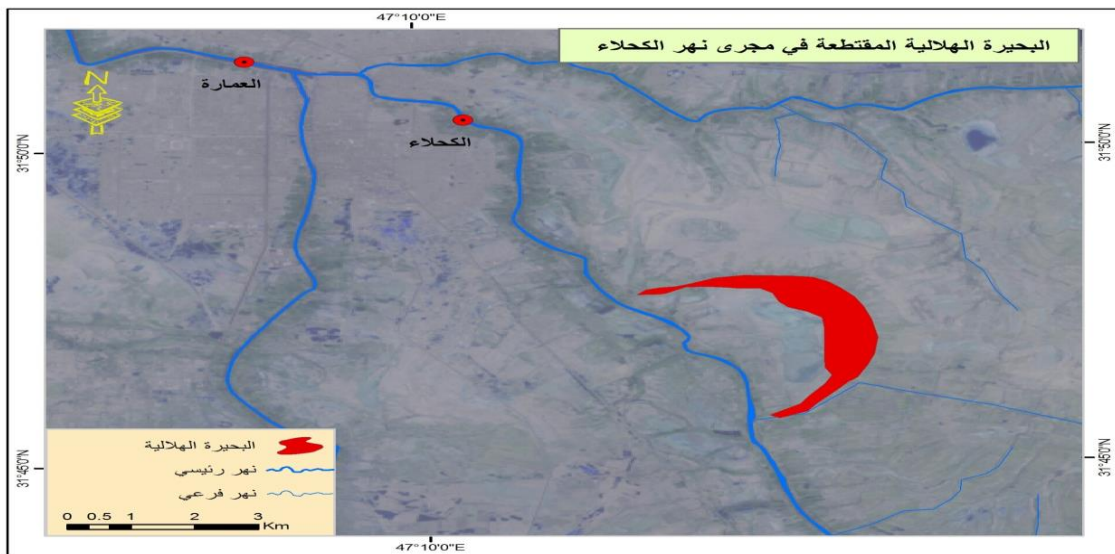 47°10'0"E
البحيرة الهلالية المقتطعة في مجرى نهر الكحلاء
N
العمارة
الكحلاء
31°50'0"N
31°50'0"N
31°45'0"N
31°45'0"N
البحيرة الهلالية
نهر رئيسي
نهر فرعي
0 0.5 1 2 3
Km
47°10'0"E